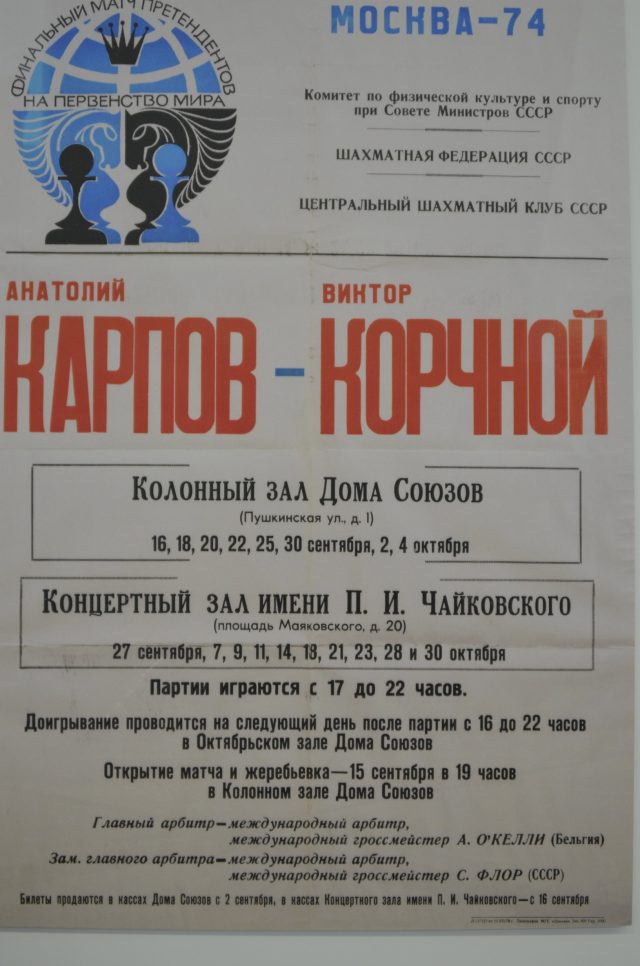 ФИНАЛЬНЫЙ МАТЧ ПРЕТЕНДЕНТОВ
НА ПЕРВЕНСТВО МИРА
МОСКВА-74
Комитет по физической культуре и спорту
при Совете Министров СССР
ШАХМАТНАЯ ФЕДЕРАЦИЯ СССР
ЦЕНТРАЛЬНЫЙ ШАХМАТНЫЙ КЛУБ СССР
АНАТОЛИЙ
КАРПОВ –
ВИКТОР
КОРЧНОЙ
Колонный зал Дома Союзов
(Пушкинская ул., д. 1)
16, 18, 20, 22, 25, 30 сентября, 2, 4 октября
Концертный зал имени П. И. Чайковского
(площадь Маяковского, д. 20)
27 сентября, 7, 9, 11, 14, 18, 21, 23, 28 и 30 октября
Партии играются с 17 до 22 часов.
Доигрывание проводится на следующий день после партии с 16 до 22 часов
в Октябрьском зале Дома Союзов
Открытие матча и жеребьевка—15 сентября в 19 часов
в Колонном зале Дома Союзов
Главный арбитр—международный арбитр,
международный гроссмейстер А. О'КЕЛЛИ (Бельгия)
Зам. главного арбитра—международный арбитр,
международный гроссмейстер С. ФЛОР (СССР)
Билеты продаются в кассах Дома Союзов с 2 сентября, в кассах Концертного зала имени П. И. Чайковского—с 16 сентября